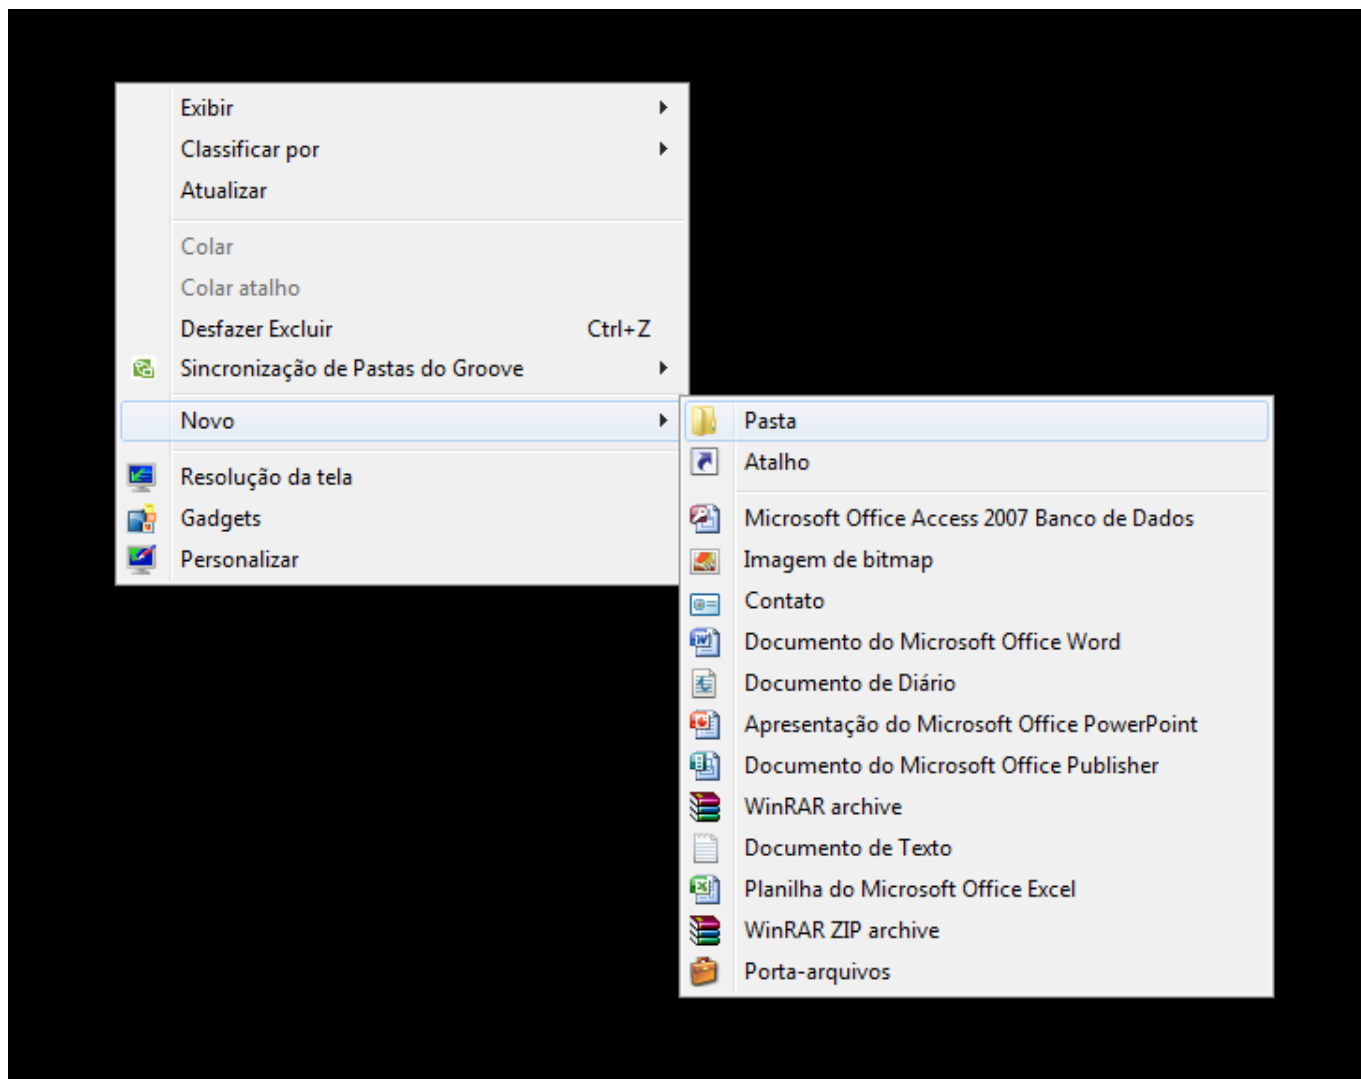 Exibir
Classificar por
Atualizar
Colar
Colar atalho
Desfazer Excluir Ctrl+Z
Sincronização de Pastas do Groove
Novo
Resolução da tela
Gadgets
Personalizar
Pasta
Atalho
Microsoft Office Access 2007 Banco de Dados
Imagem de bitmap
Contato
Documento do Microsoft Office Word
Documento de Diário
Apresentação do Microsoft Office PowerPoint
Documento do Microsoft Office Publisher
WinRAR archive
Documento de Texto
Planilha do Microsoft Office Excel
WinRAR ZIP archive
Porta-arquivos